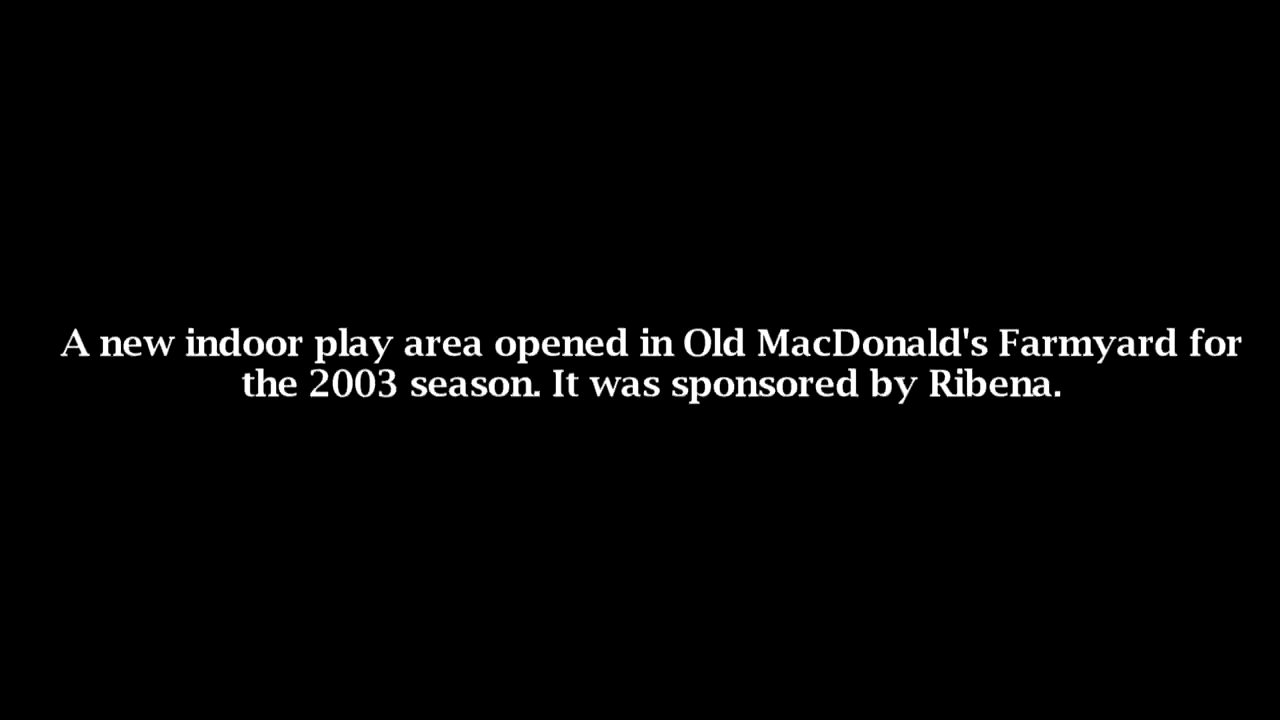 A new indoor play area opened in Old MacDonald's Farmyard for
the 2003 season. It was sponsored by Ribena.